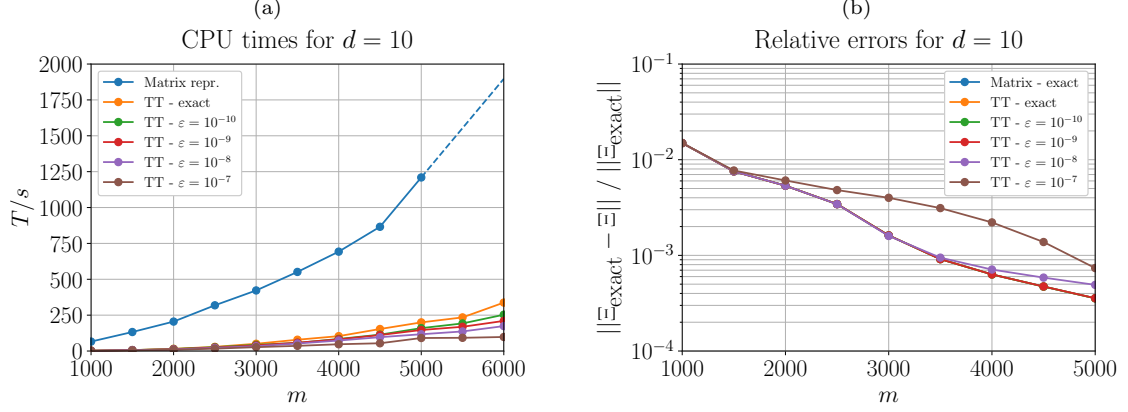 (a)
CPU times for d = 10
T/s
2000
1750
1500
1250
1000
750
500
250
0
Matrix repr.
TT - exact
TT - ε = 10⁻¹⁰
TT - ε = 10⁻⁹
TT - ε = 10⁻⁸
TT - ε = 10⁻⁷
1000 2000 3000 4000 5000 6000
m
(b)
Relative errors for d = 10
||Ξexact − Ξ|| / ||Ξexact||
10⁻¹
10⁻²
10⁻³
10⁻⁴
Matrix - exact
TT - exact
TT - ε = 10⁻¹⁰
TT - ε = 10⁻⁹
TT - ε = 10⁻⁸
TT - ε = 10⁻⁷
1000 2000 3000 4000 5000
m